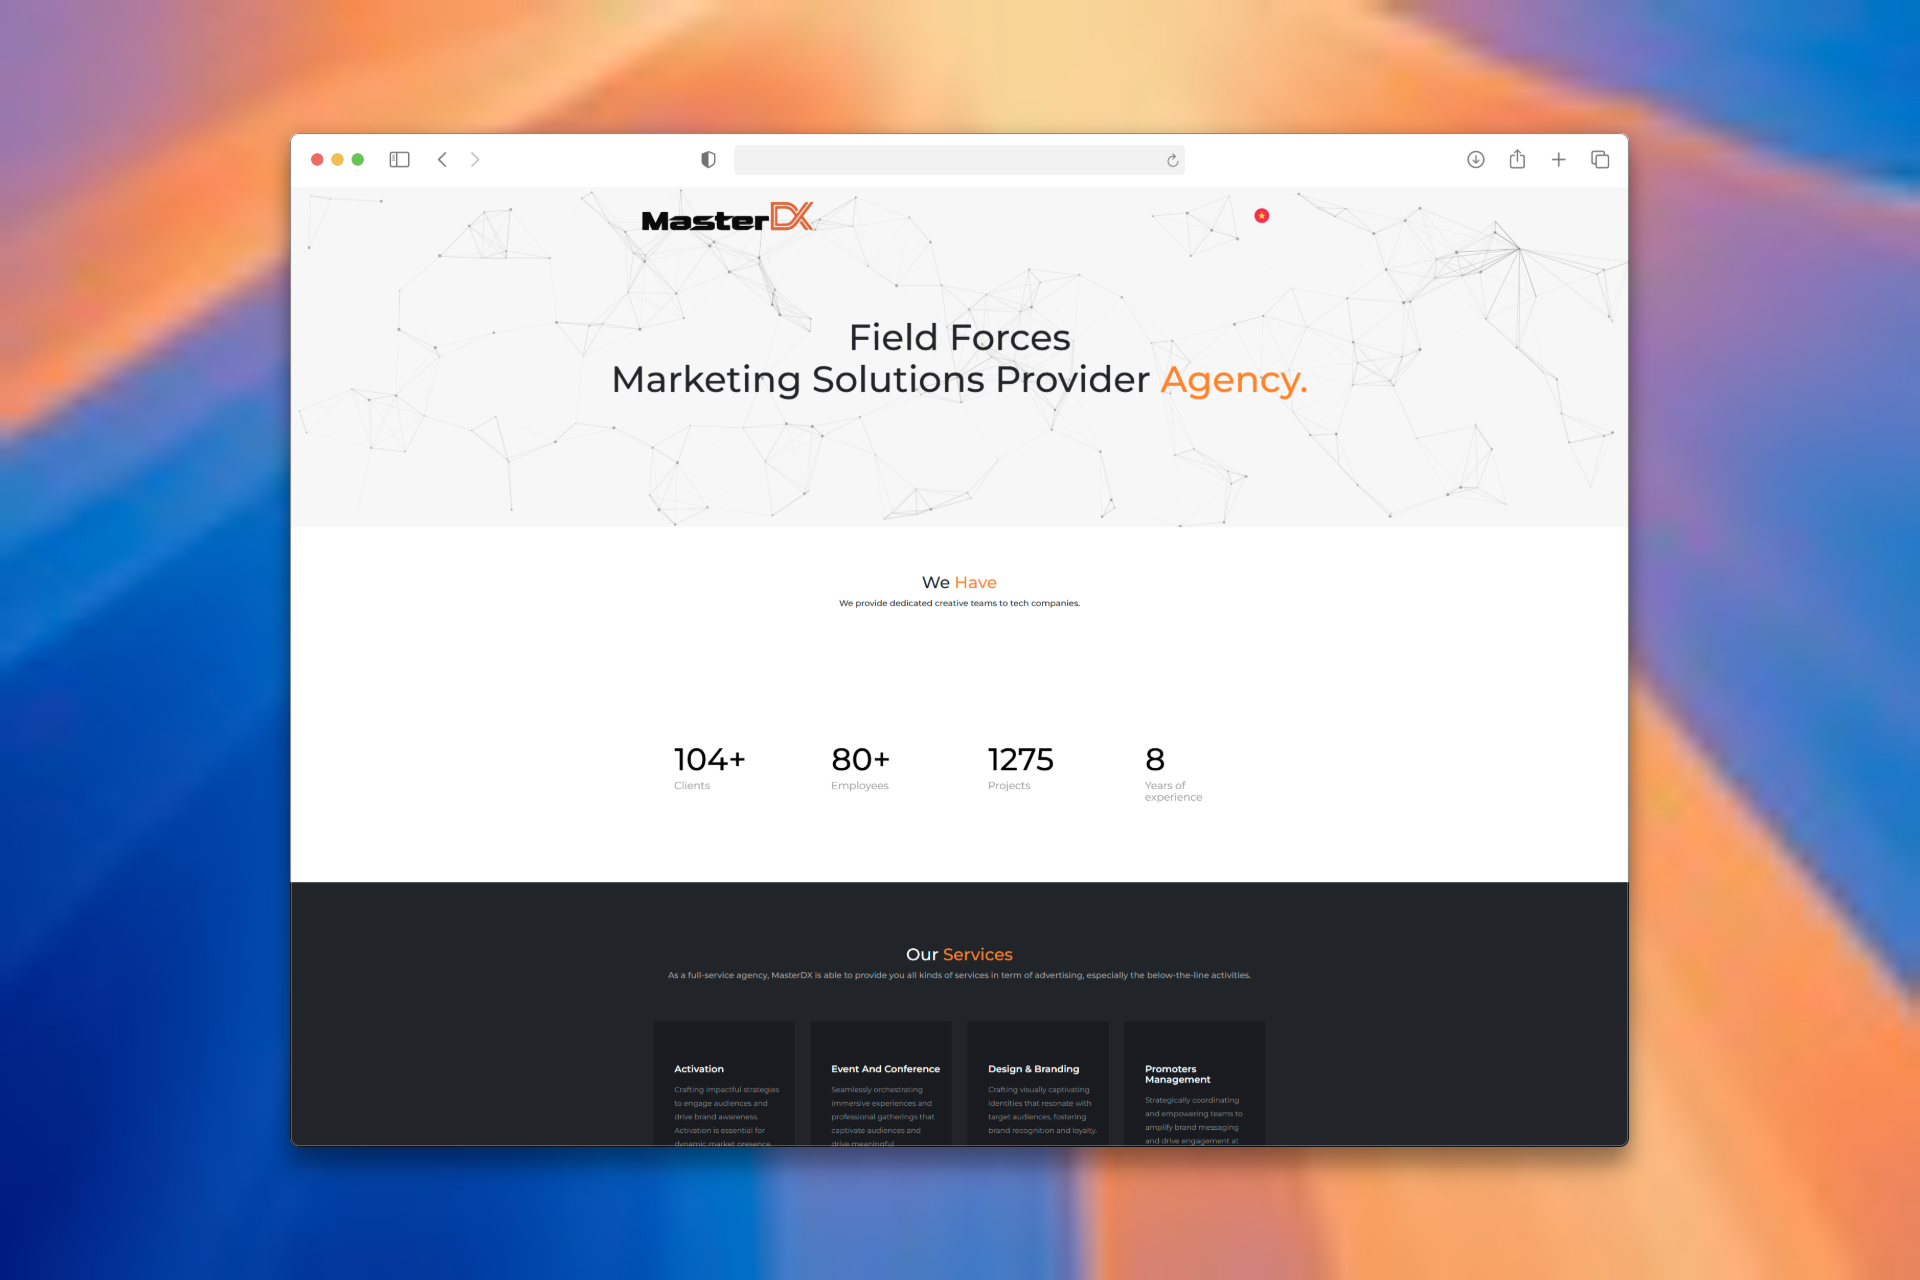 MasterDX
Field Forces
Marketing Solutions Provider Agency.
We Have
We provide dedicated creative teams to tech companies.
104+
Clients
80+
Employees
1275
Projects
8
Years of
experience
Our Services
As a full-service agency, MasterDX is able to provide you all kinds of services in term of advertising, especially the below-the-line activities.
Activation
Crafting impactful strategies
to engage audiences and
drive brand awareness.
Activation is essential for
dynamic market presence.
Event And Conference
Seamlessly orchestrating
immersive experiences and
professional gatherings that
captivate audiences and
drive meaningful
Design & Branding
Crafting visually captivating
identities that resonate with
target audiences, fostering
brand recognition and loyalty.
Promoters
Management
Strategically coordinating
and empowering teams to
amplify brand messaging
and drive engagement at